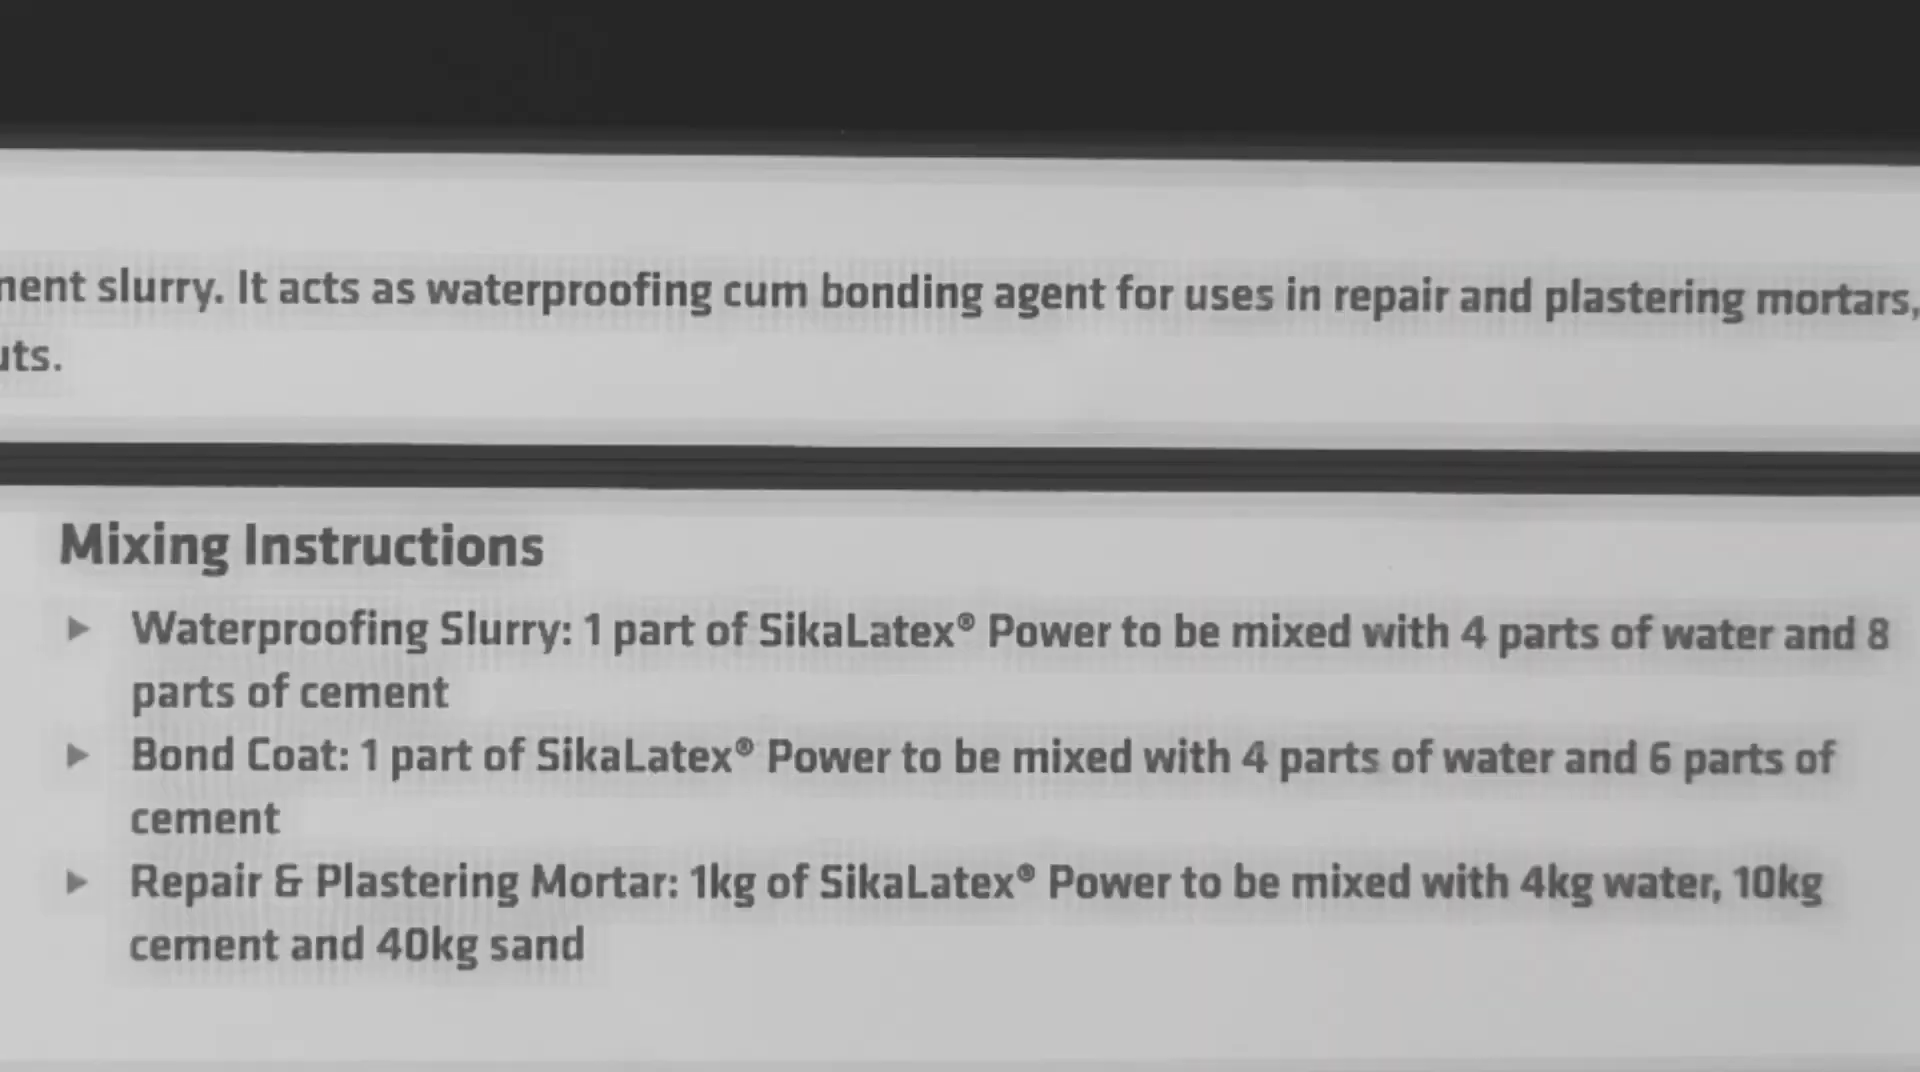 slurry. It acts as waterproofing cum bonding agent for uses in repair and plastering mortars,
Mixing Instructions
▶ Waterproofing Slurry: 1 part of SikaLatex® Power to be mixed with 4 parts of water and 8
parts of cement
▶ Bond Coat: 1 part of SikaLatex® Power to be mixed with 4 parts of water and 6 parts of
cement
▶ Repair & Plastering Mortar: 1kg of SikaLatex® Power to be mixed with 4kg water, 10kg
cement and 40kg sand